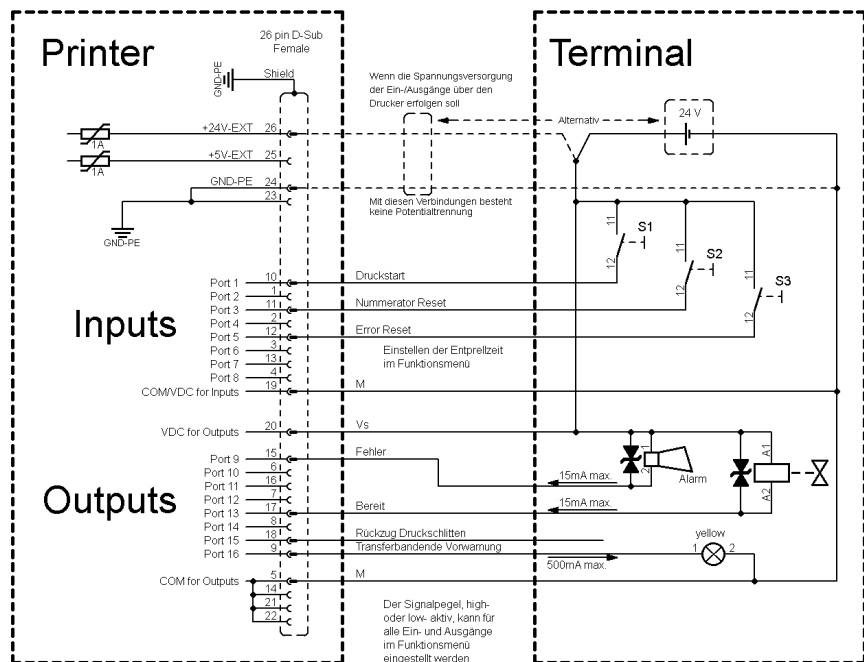 Printer
26 pin D-Sub
Female
Terminal
GND-PE
Shield
Wenn die Spannungsversorgung
der Ein-/Ausgänge über den
Drucker erfolgen soll
Alternativ
24 V
1A
+24V-EXT 26
1A
+5V-EXT 25
GND-PE 24
23
GND-PE
Mit diesen Verbindungen besteht
keine Potentialtrennung
11
12
S1
11
12
S2
11
12
S3
Inputs
Port 1 10 Druckstart
Port 2 1
Port 3 11 Nummerator Reset
Port 4 2
Port 5 12 Error Reset
Port 6 3
Port 7 13
Port 8 4
Einstellen der Entprellzeit
im Funktionsmenü
COM/VDC for Inputs 19 M
VDC for Outputs 20 Vs
Outputs
Port 9 15 Fehler
Port 10 6
Port 11 16
Port 12 7
Port 13 17 Bereit
Port 14 8
Port 15 18 Rückzug Druckschlitten
Port 16 9 Transferbandende Vorwarnung
1
2
Alarm
A1
A2
15mA max.
15mA max.
yellow
1 2
500mA max.
COM for Outputs 5 M
14
21
22
Der Signalpegel, high-
oder low- aktiv, kann für
alle Ein- und Ausgänge
im Funktionsmenü
eingestellt werden